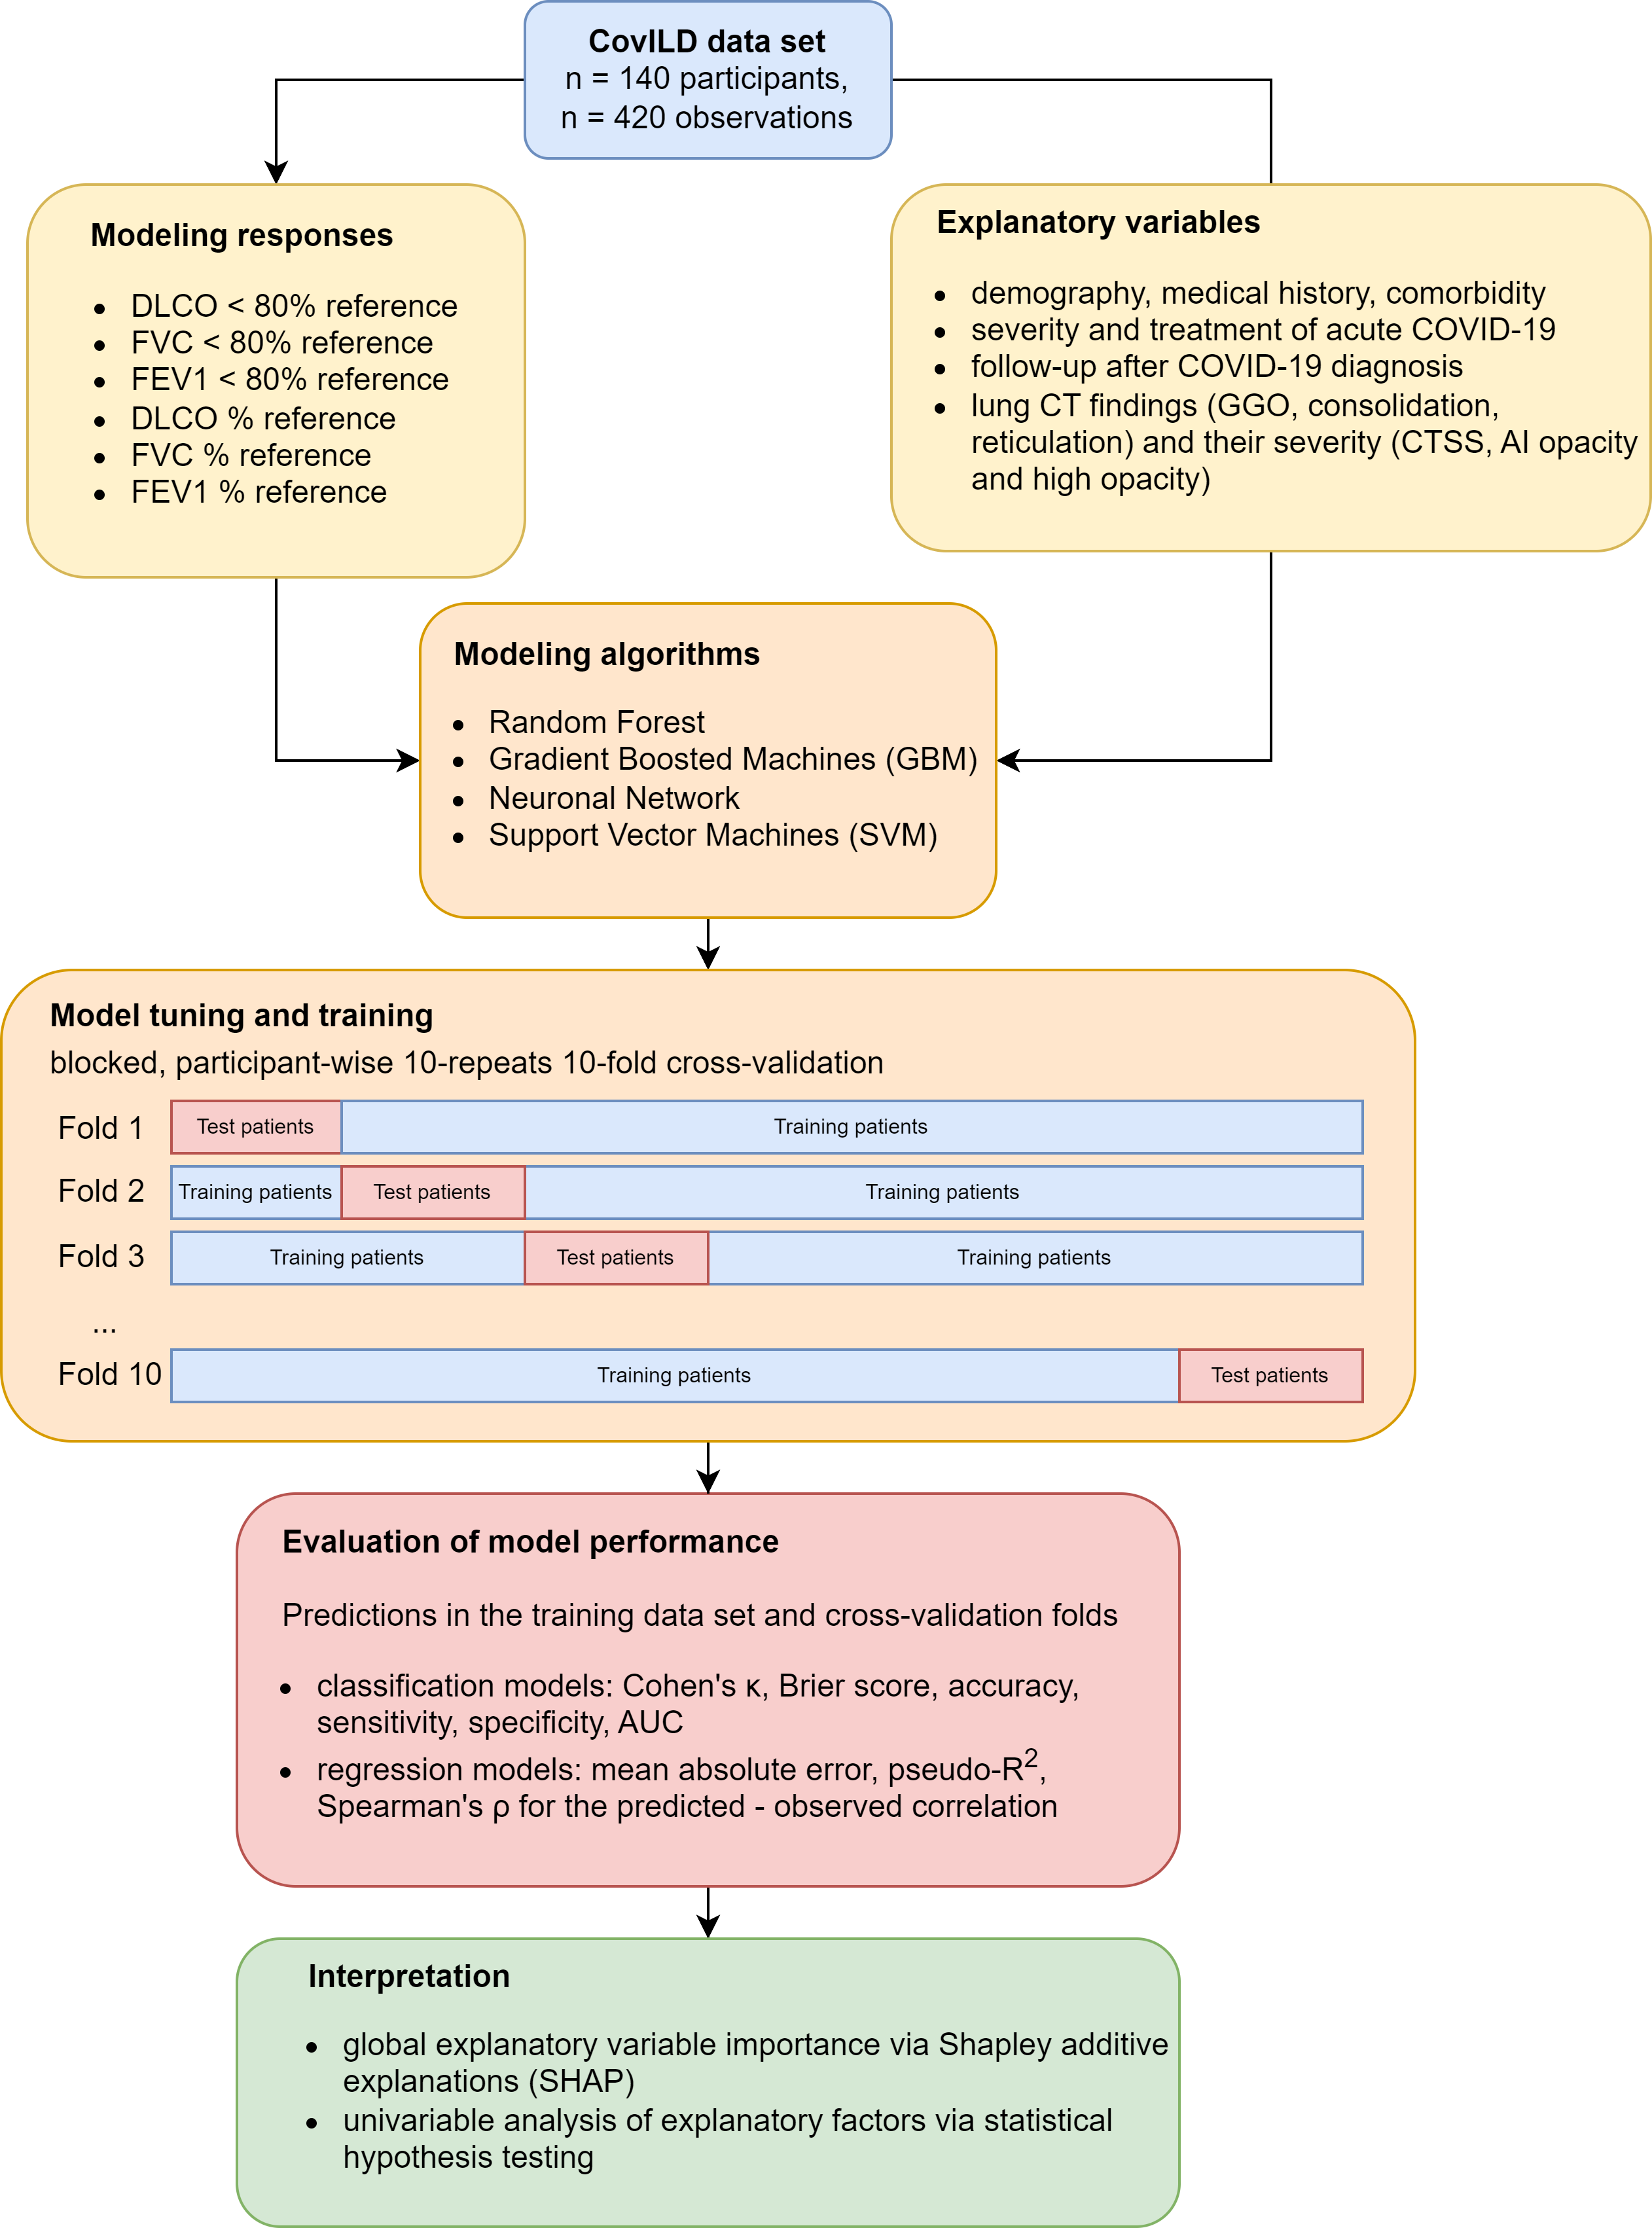 CovILD data set
n = 140 participants,
n = 420 observations
Modeling responses
• DLCO < 80% reference
• FVC < 80% reference
• FEV1 < 80% reference
• DLCO % reference
• FVC % reference
• FEV1 % reference
Explanatory variables
• demography, medical history, comorbidity
• severity and treatment of acute COVID-19
• follow-up after COVID-19 diagnosis
• lung CT findings (GGO, consolidation,
reticulation) and their severity (CTSS, AI opacity
and high opacity)
Modeling algorithms
• Random Forest
• Gradient Boosted Machines (GBM)
• Neuronal Network
• Support Vector Machines (SVM)
Model tuning and training
blocked, participant-wise 10-repeats 10-fold cross-validation
Fold 1 Test patients Training patients
Fold 2 Training patients Test patients Training patients
Fold 3 Training patients Test patients Training patients
...
Fold 10 Training patients Test patients
Evaluation of model performance
Predictions in the training data set and cross-validation folds
• classification models: Cohen's κ, Brier score, accuracy,
sensitivity, specificity, AUC
• regression models: mean absolute error, pseudo-R²,
Spearman's ρ for the predicted - observed correlation
Interpretation
• global explanatory variable importance via Shapley additive
explanations (SHAP)
• univariable analysis of explanatory factors via statistical
hypothesis testing